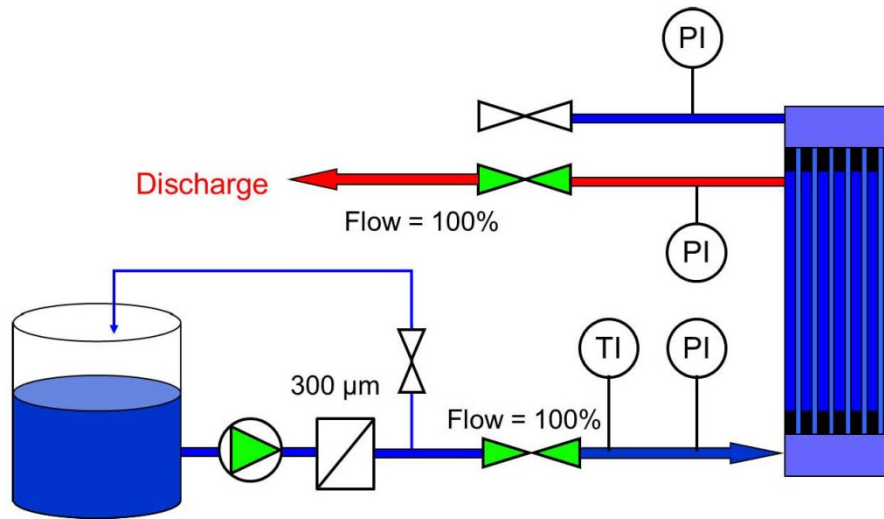 PI
Discharge
Flow = 100%
PI
TI
PI
300 µm
Flow = 100%